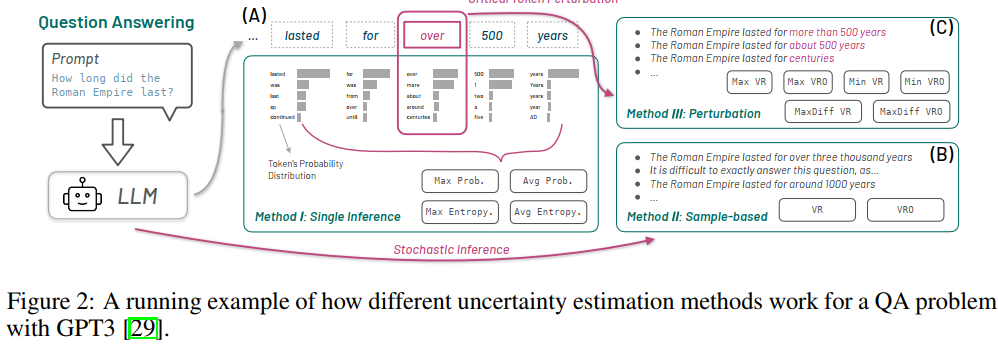 Critical Token Perturbation
Question Answering
(A)
... lasted for over 500 years
Prompt
How long did the
Roman Empire last?
LLM
lasted for over 500 years
was was more Years
last from about two years
sp over around a year
continued until centuries five AD
Token's Probability
Distribution
Max Prob. Avg Prob.
Max Entropy. Avg Entropy.
Method I: Single Inference
Stochastic Inference
(C)
• The Roman Empire lasted for more than 500 years
• The Roman Empire lasted for about 500 years
• The Roman Empire lasted for centuries
• ...
Max VR Max VRO Min VR Min VRO
Method III: Perturbation
MaxDiff VR MaxDiff VRO
(B)
• The Roman Empire lasted for over three thousand years
• It is difficult to exactly answer this question, as...
• The Roman Empire lasted for around 1000 years
• ...
Method II: Sample-based
VR VRO
Figure 2: A running example of how different uncertainty estimation methods work for a QA problem
with GPT3 [29].